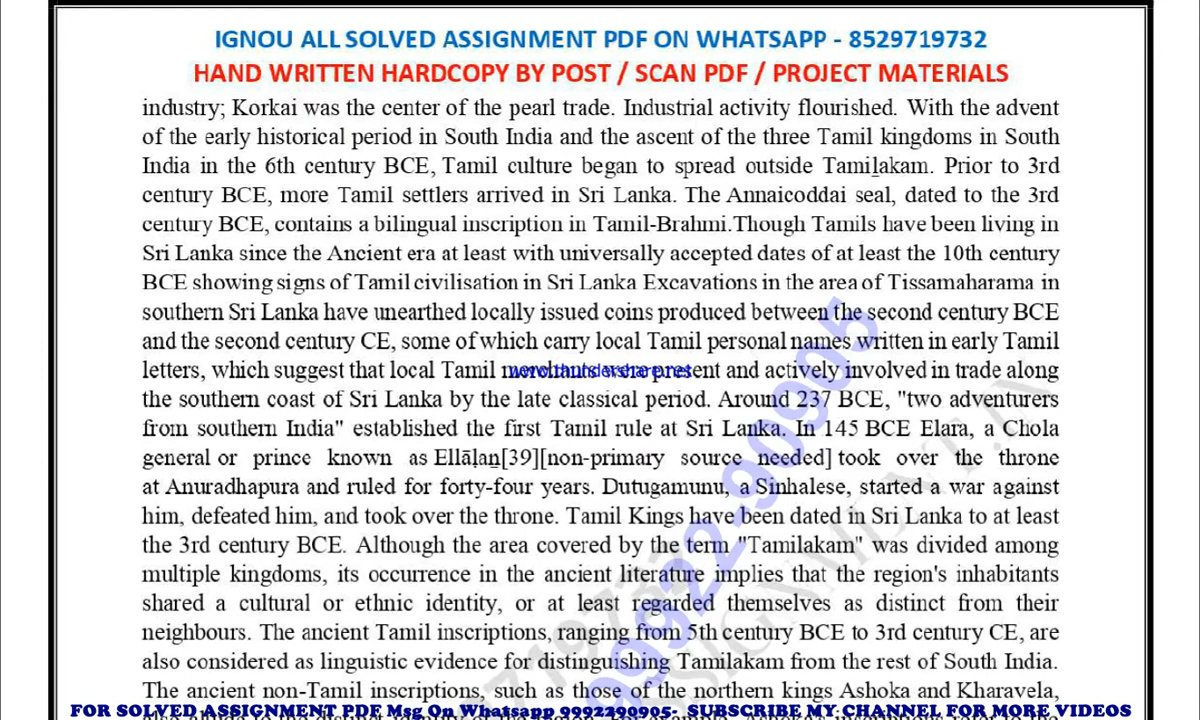 IGNOU ALL SOLVED ASSIGNMENT PDF ON WHATSAPP - 8529719732
HAND WRITTEN HARDCOPY BY POST / SCAN PDF / PROJECT MATERIALS
industry; Korkai was the center of the pearl trade. Industrial activity flourished. With the advent
of the early historical period in South India and the ascent of the three Tamil kingdoms in South
India in the 6th century BCE, Tamil culture began to spread outside Tamiḻakam. Prior to 3rd
century BCE, more Tamil settlers arrived in Sri Lanka. The Annaicoddai seal, dated to the 3rd
century BCE, contains a bilingual inscription in Tamil-Brahmi.Though Tamils have been living in
Sri Lanka since the Ancient era at least with universally accepted dates of at least the 10th century
BCE showing signs of Tamil civilisation in Sri Lanka Excavations in the area of Tissamaharama in
southern Sri Lanka have unearthed locally issued coins produced between the second century BCE
and the second century CE, some of which carry local Tamil personal names written in early Tamil
letters, which suggest that local Tamil merchants were present and actively involved in trade along
www.thundershare.net
the southern coast of Sri Lanka by the late classical period. Around 237 BCE, "two adventurers
from southern India" established the first Tamil rule at Sri Lanka. In 145 BCE Elara, a Chola
general or prince known as Ellāḷaṉ[39][non-primary source needed] took over the throne
at Anuradhapura and ruled for forty-four years. Dutugamunu, a Sinhalese, started a war against
him, defeated him, and took over the throne. Tamil Kings have been dated in Sri Lanka to at least
the 3rd century BCE. Although the area covered by the term "Tamilakam" was divided among
multiple kingdoms, its occurrence in the ancient literature implies that the region's inhabitants
shared a cultural or ethnic identity, or at least regarded themselves as distinct from their
neighbours. The ancient Tamil inscriptions, ranging from 5th century BCE to 3rd century CE, are
also considered as linguistic evidence for distinguishing Tamilakam from the rest of South India.
The ancient non-Tamil inscriptions, such as those of the northern kings Ashoka and Kharavela,
99922-90905
FOR SOLVED ASSIGNMENT PDF Msg On Whatsapp 9992290905- SUBSCRIBE MY CHANNEL FOR MORE VIDEOS